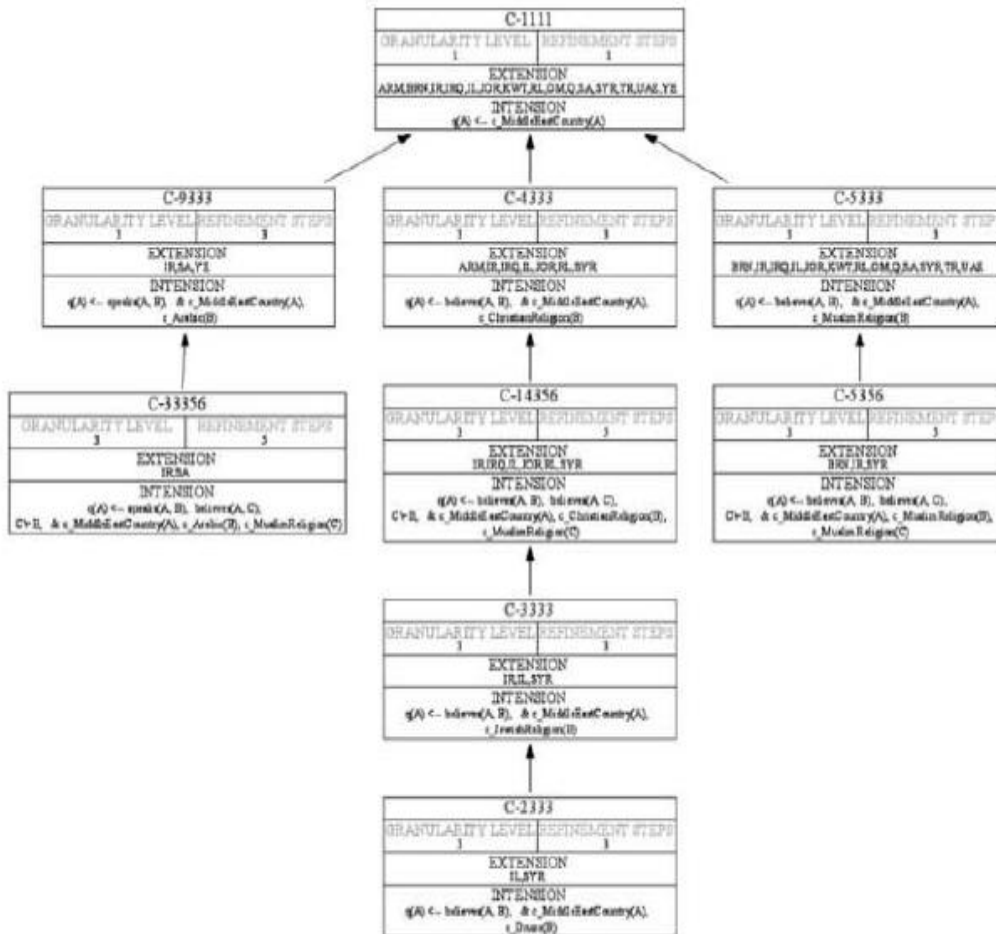 C-1111
GRANULARITY LEVEL REFINEMENT STEPS
1 1
EXTENSION
ARM,BRN,IR,IRQ,IL,JOR,KWT,RL,OM,Q,SA,SYR,TR,UAE,YE
INTENSION
q(A) <-- c_MiddleEastCountry(A)
C-9333
GRANULARITY LEVEL REFINEMENT STEPS
3
EXTENSION
IR,SA,YE
INTENSION
q(A) <-- speaks(A, B), & c_MiddleEastCountry(A),
c_Arabic(B)
C-4333
GRANULARITY LEVEL REFINEMENT STEPS
3
EXTENSION
ARM,IR,IRQ,IL,JOR,RL,SYR
INTENSION
q(A) <-- believes(A, B), & c_MiddleEastCountry(A),
c_ChristianReligion(B)
C-5333
GRANULARITY LEVEL REFINEMENT STEPS
3
EXTENSION
BRN,IR,IRQ,IL,JOR,KWT,RL,OM,Q,SA,SYR,TR,UAE
INTENSION
q(A) <-- believes(A, B), & c_MiddleEastCountry(A),
c_MuslimReligion(B)
C-33356
GRANULARITY LEVEL REFINEMENT STEPS
3 5
EXTENSION
IR,SA
INTENSION
q(A) <-- speaks(A, B), believes(A, C),
& c_MiddleEastCountry(A), c_Arabic(B), c_MuslimReligion(C)
C-14356
GRANULARITY LEVEL REFINEMENT STEPS
3 5
EXTENSION
IR,IRQ,IL,JOR,RL,SYR
INTENSION
q(A) <-- believes(A, B), believes(A, C),
& c_MiddleEastCountry(A), c_ChristianReligion(B),
c_MuslimReligion(C)
C-5356
GRANULARITY LEVEL REFINEMENT STEPS
3 5
EXTENSION
BRN,IR,SYR
INTENSION
q(A) <-- believes(A, B), believes(A, C),
& c_MiddleEastCountry(A), c_MuslimReligion(B),
c_MuslimReligion(C)
C-3333
GRANULARITY LEVEL REFINEMENT STEPS
3
EXTENSION
IR,IL,SYR
INTENSION
q(A) <-- believes(A, B), & c_MiddleEastCountry(A),
c_JewishReligion(B)
C-2333
GRANULARITY LEVEL REFINEMENT STEPS
3
EXTENSION
IL,SYR
INTENSION
q(A) <-- believes(A, B), & c_MiddleEastCountry(A),
c_Druze(B)